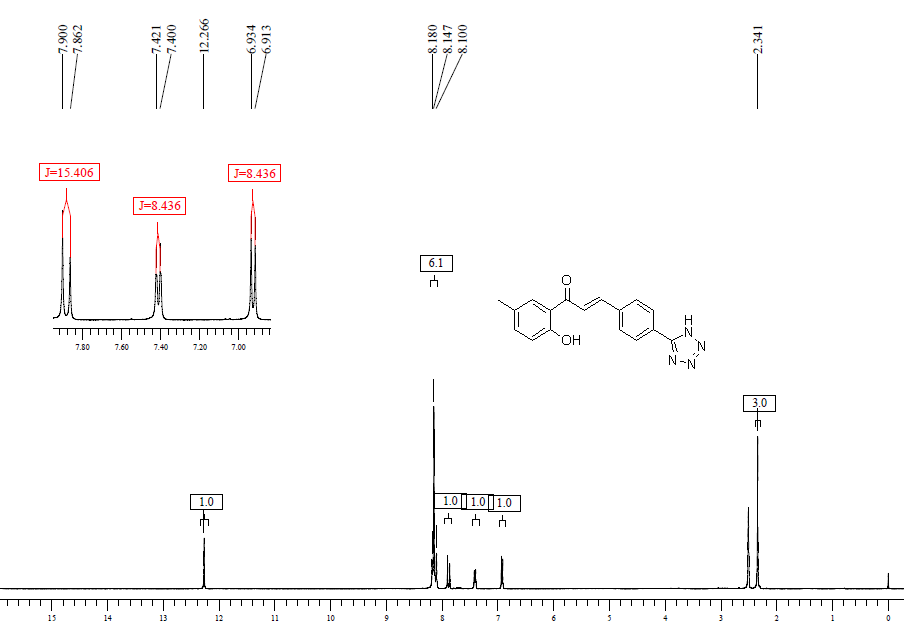 7.900
7.862
7.421
7.400
12.266
6.934
6.913
8.180
8.147
8.100
2.341
J=15.406
J=8.436
J=8.436
7.80 7.60 7.40 7.20 7.00
6.1
O
OH
H
N
N
N
N
3.0
1.0
1.0
1.0
1.0
15 14 13 12 11 10 9 8 7 6 5 4 3 2 1 0